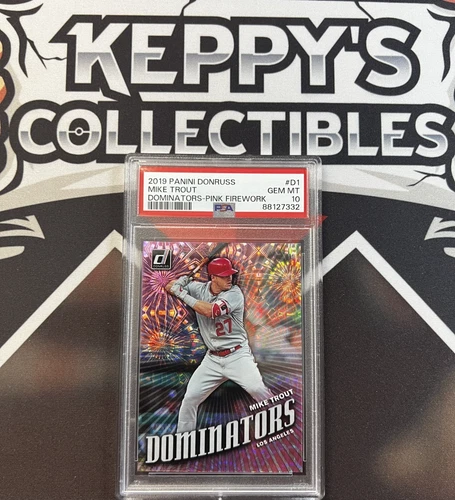 KEPPY'S
COLLECTIBLES
2019 PANINI DONRUSS #D1
MIKE TROUT GEM MT
DOMINATORS-PINK FIREWORK 10
PSA 88127332
27
MIKE TROUT
DOMINATORS
LOS ANGELES